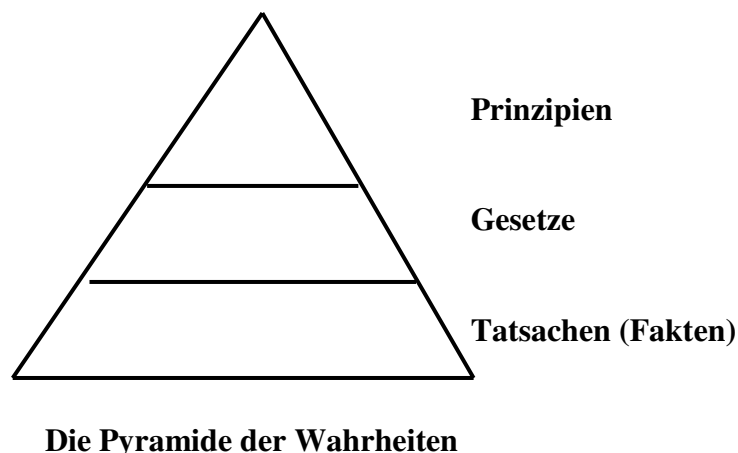 Prinzipien
Gesetze
Tatsachen (Fakten)
Die Pyramide der Wahrheiten